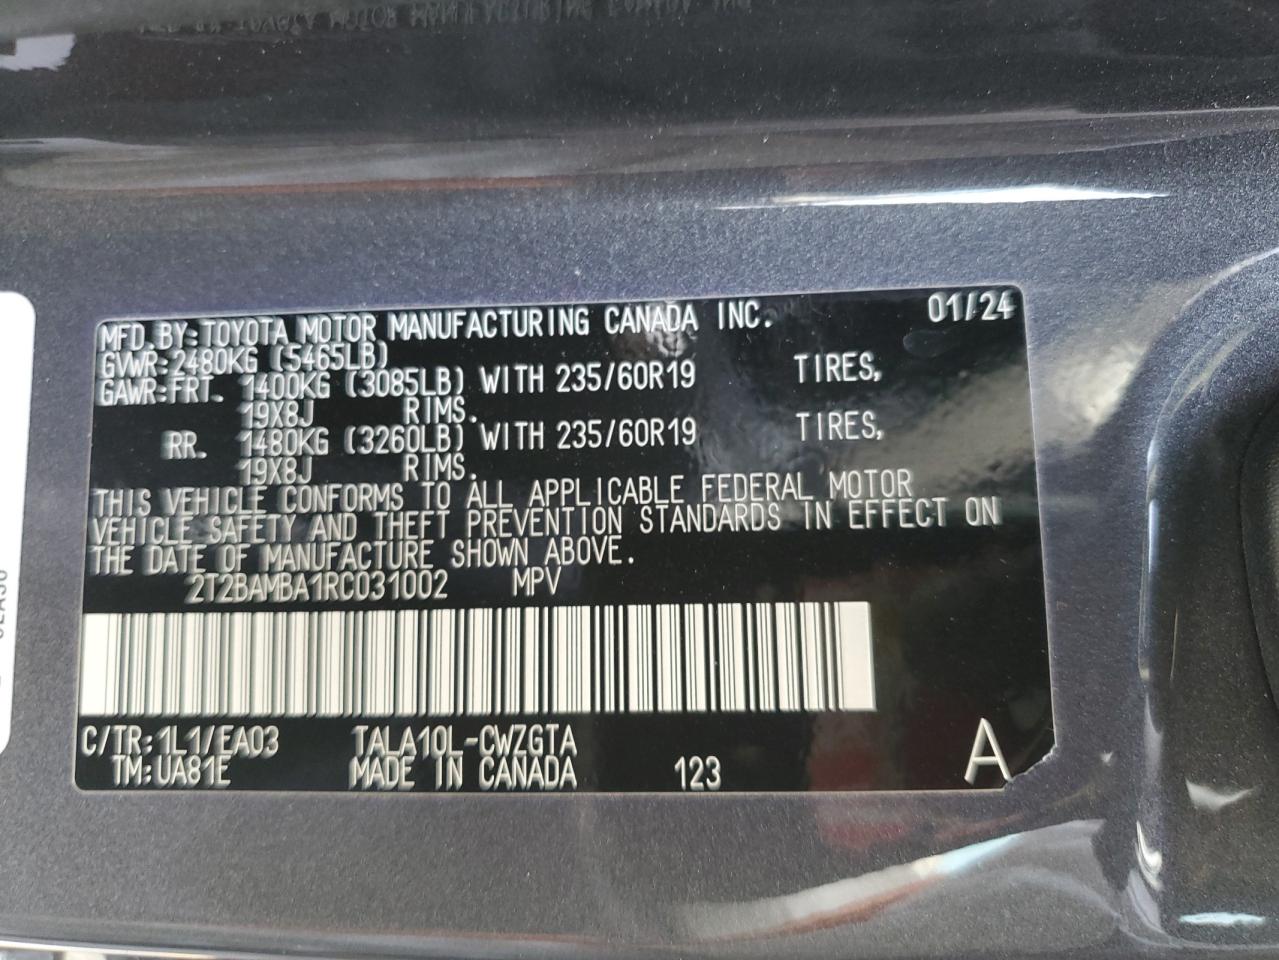 MFD.BY:TOYOTA MOTOR MANUFACTURING CANADA INC. 01/24
GVWR:2480KG (5465LB)
GAWR:FRT. 1400KG (3085LB) WITH 235/60R19 TIRES,
19X8J RIMS.
RR. 1480KG (3260LB) WITH 235/60R19 TIRES,
19X8J RIMS.
THIS VEHICLE CONFORMS TO ALL APPLICABLE FEDERAL MOTOR
VEHICLE SAFETY AND THEFT PREVENTION STANDARDS IN EFFECT ON
THE DATE OF MANUFACTURE SHOWN ABOVE.
2T2BAMBA1RC031002 MPV
C/TR:1L1/EA03 TALA10L-CWZGTA
TM:UA81E MADE IN CANADA 123 A